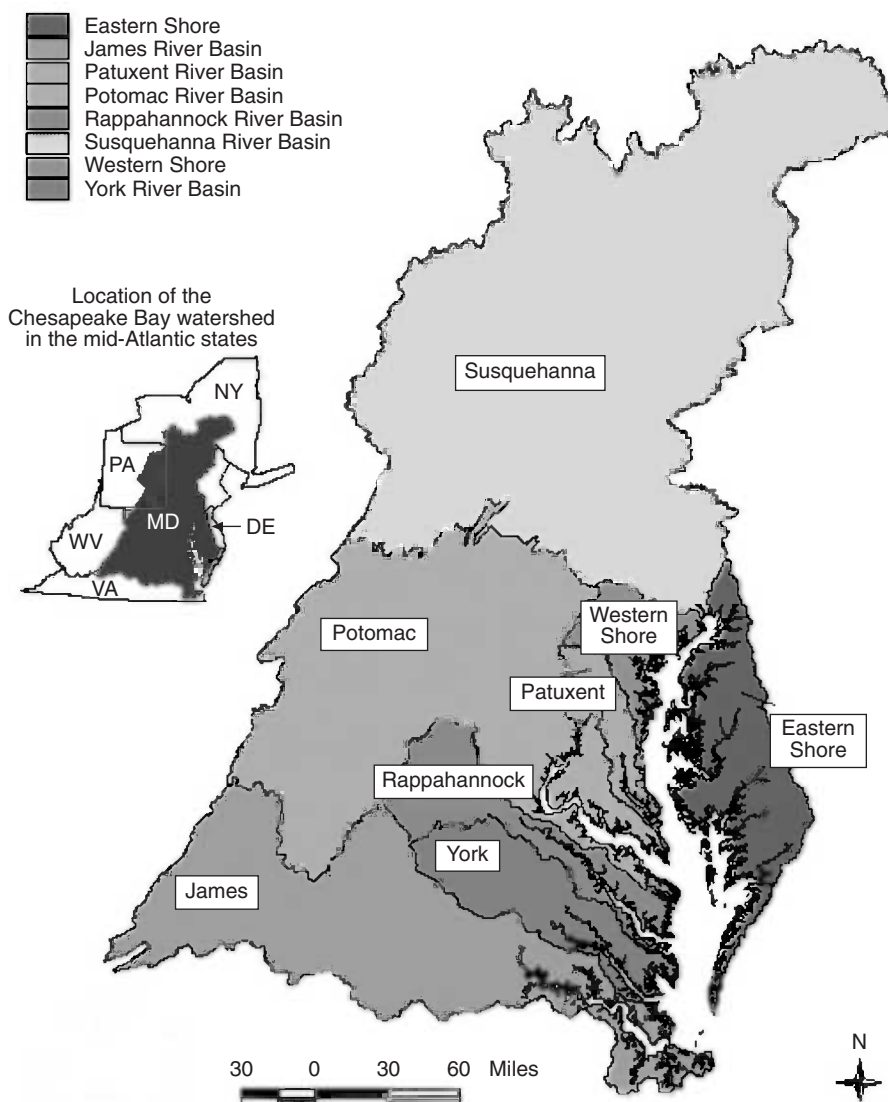 Eastern Shore
James River Basin
Patuxent River Basin
Potomac River Basin
Rappahannock River Basin
Susquehanna River Basin
Western Shore
York River Basin
Location of the
Chesapeake Bay watershed
in the mid-Atlantic states
NY
PA
MD
DE
WV
VA
Susquehanna
Western
Shore
Potomac
Patuxent
Eastern
Shore
Rappahannock
York
James
30 0 30 60 Miles
N